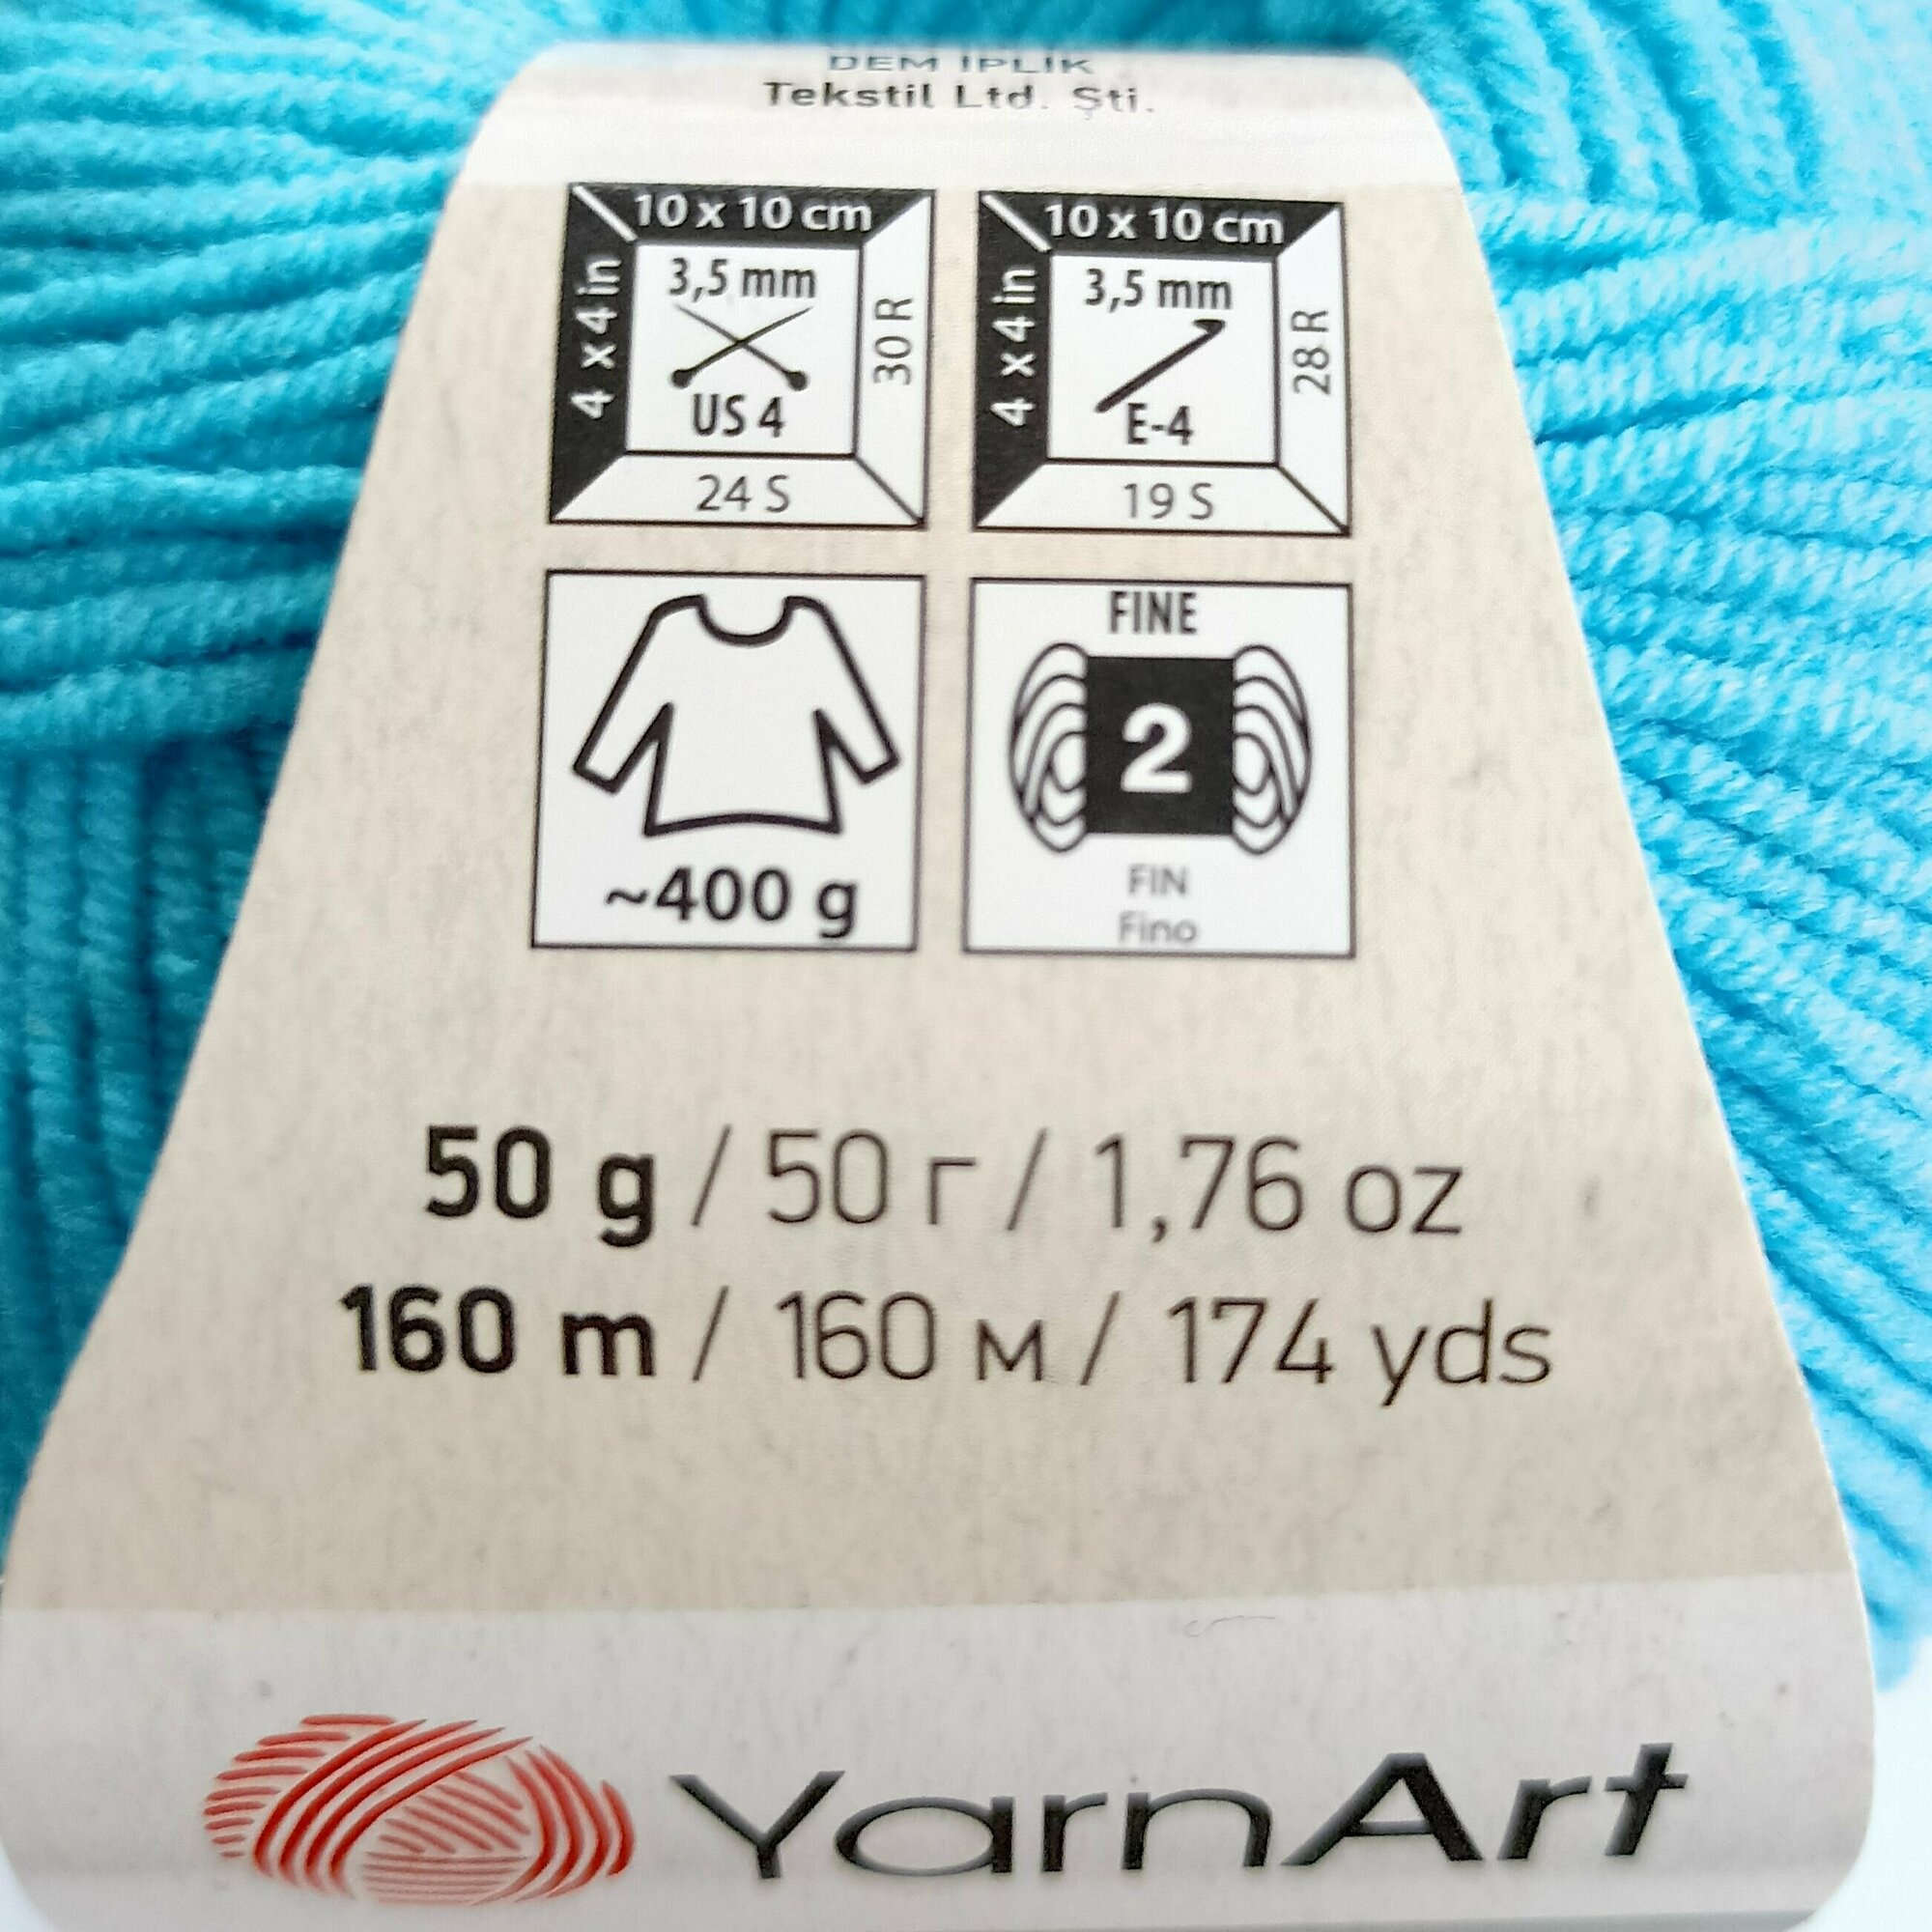 DEM İPLİK
Tekstil Ltd. Şti.
10 x 10 cm
4 x 4 in
3,5 mm
US 4
30 R
24 S
10 x 10 cm
4 x 4 in
3,5 mm
E-4
28 R
19 S
~400 g
FINE
2
FIN
Fino
50 g / 50 г / 1,76 oz
160 m / 160 м / 174 yds
YarnArt